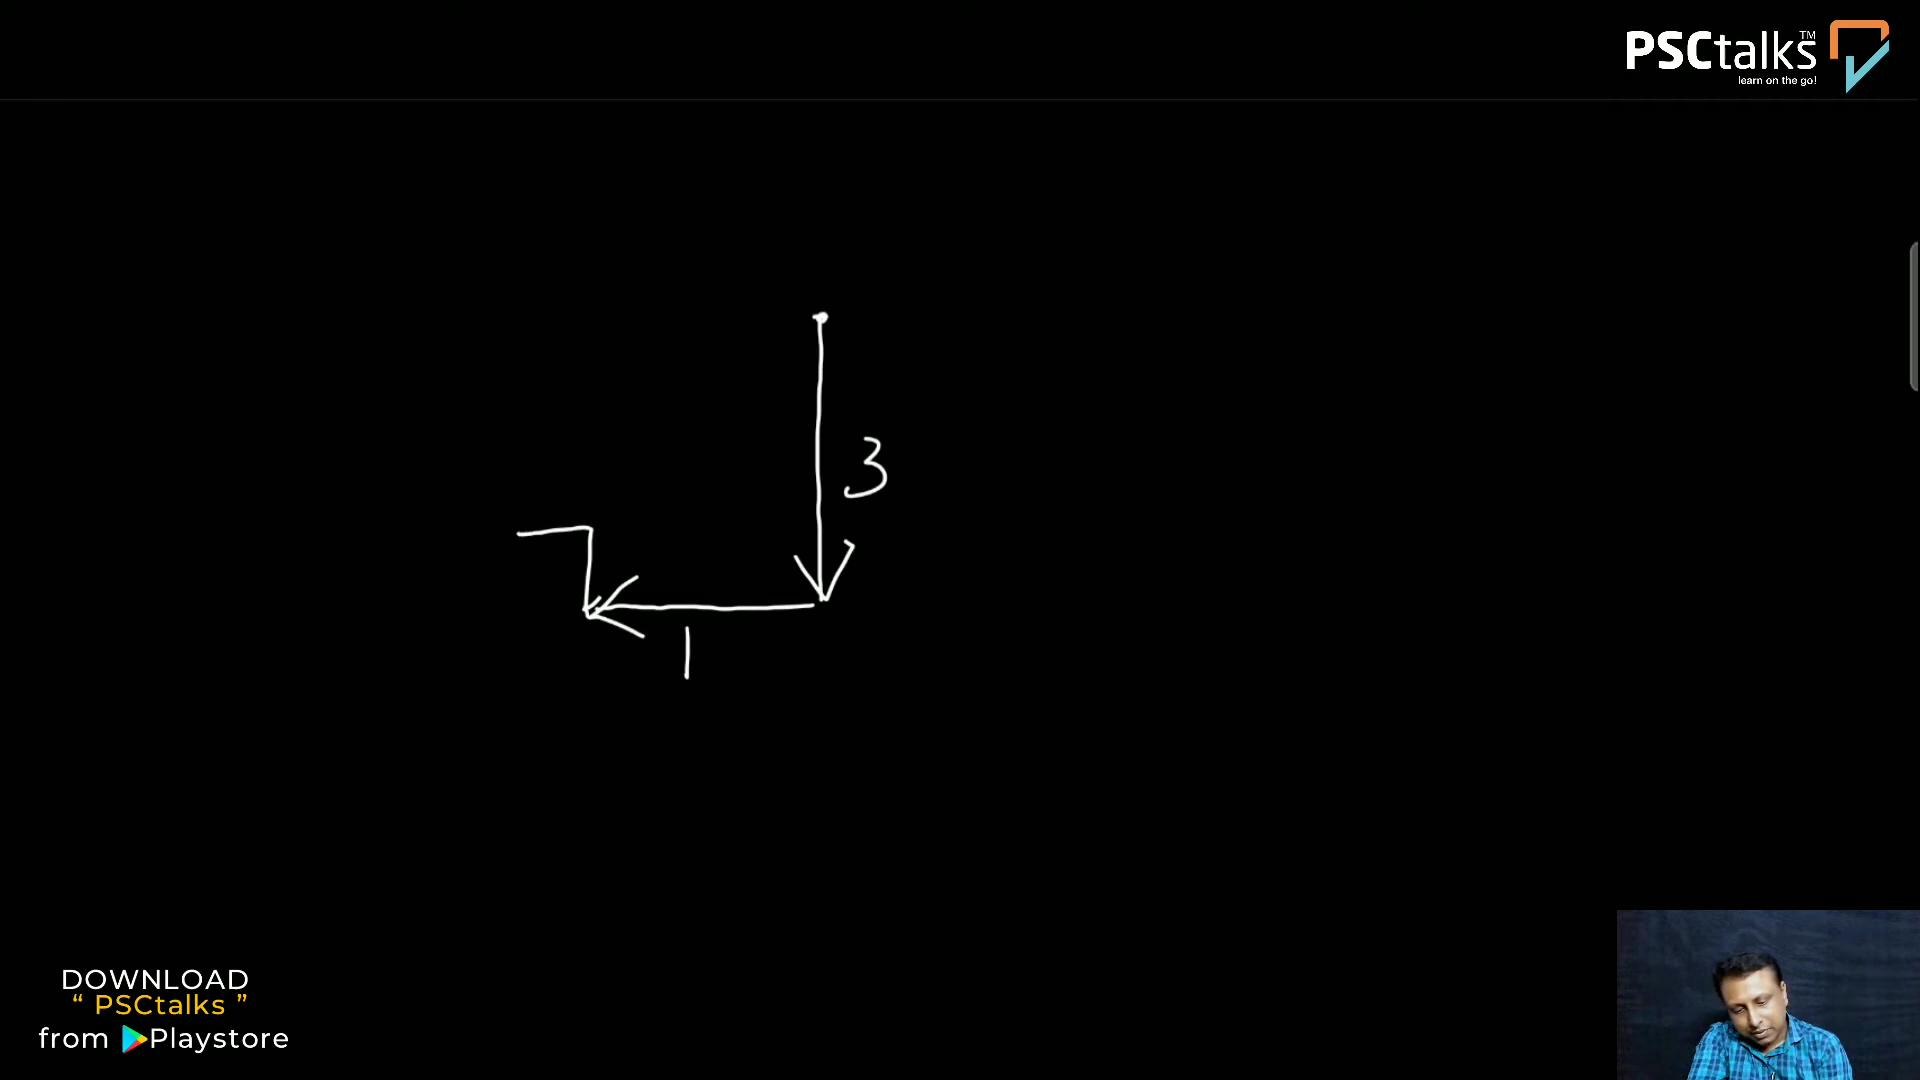 PSCtalks™
learn on the go!
3
1
DOWNLOAD
“ PSCtalks ”
from Playstore